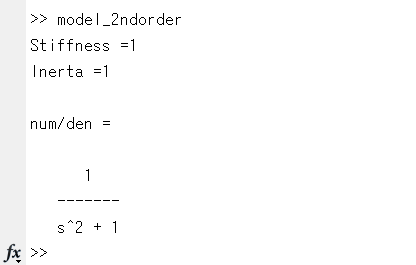 >> model_2ndorder
Stiffness =1
Inerta =1
num/den =
1
-------
s^2 + 1
fx >>